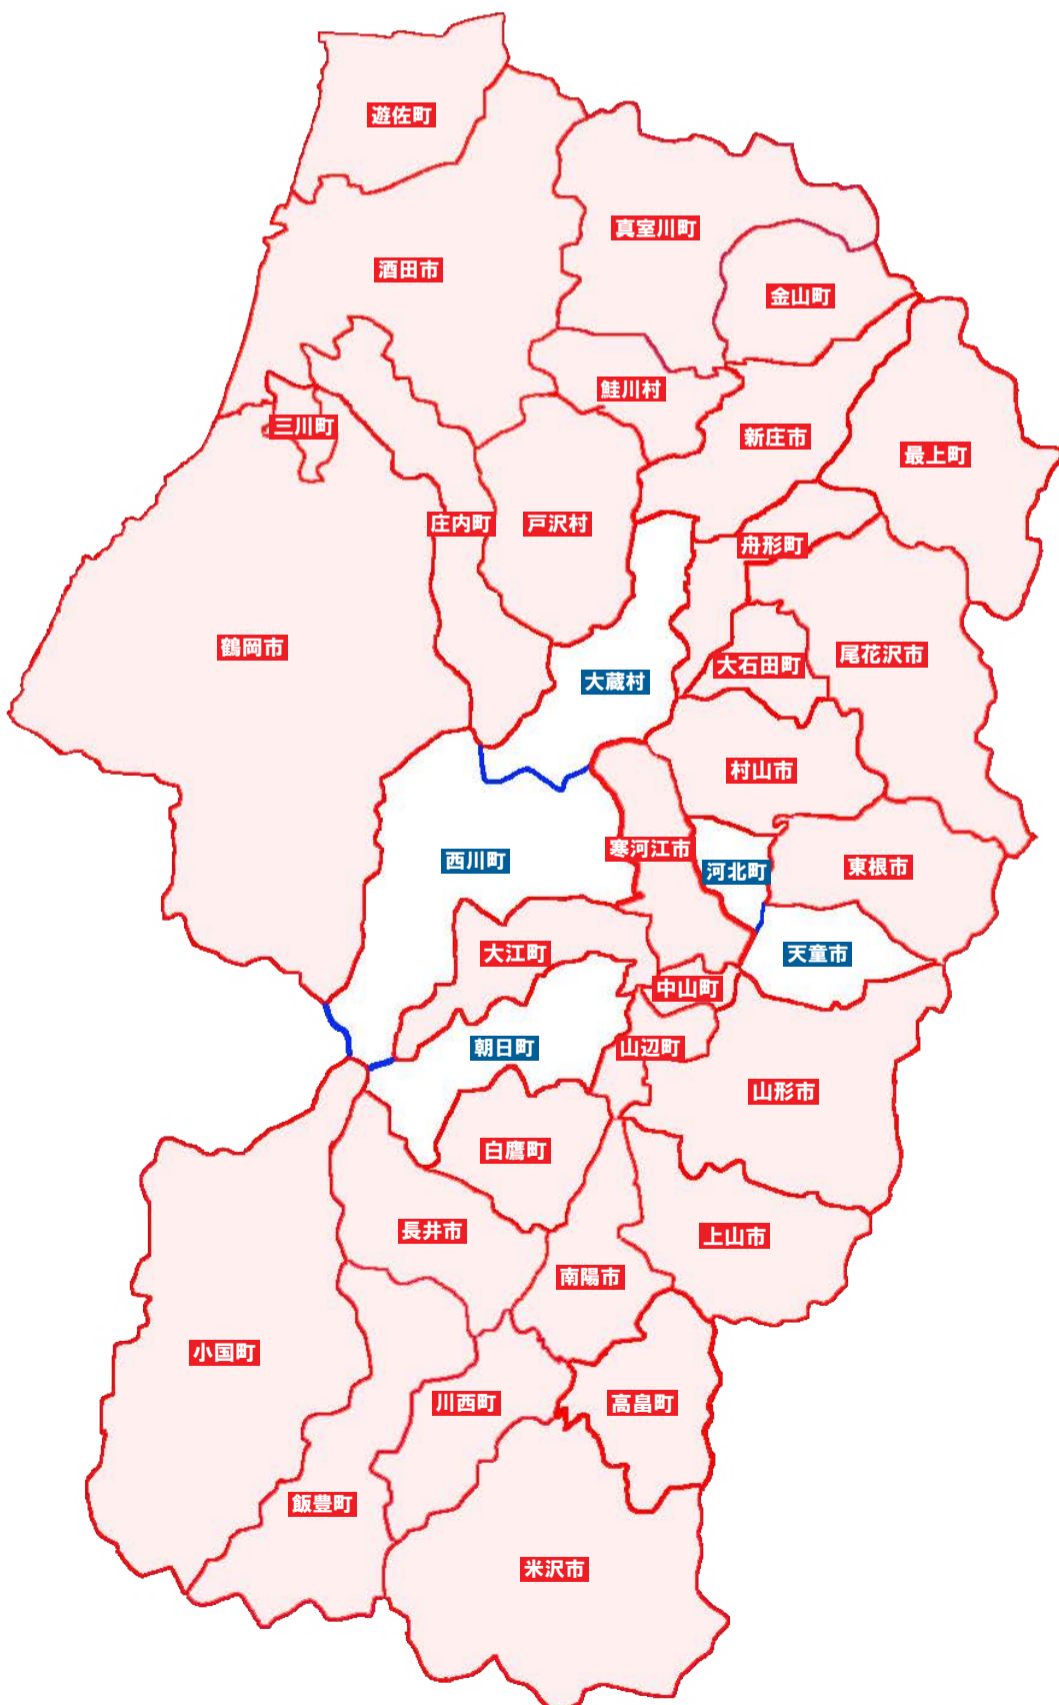 遊佐町
真室川町
酒田市
金山町
鮭川村
三川町
新庄市
最上町
庄内町
戸沢村
舟形町
鶴岡市
大石田町
尾花沢市
大蔵村
村山市
寒河江市
西川町
河北町
東根市
大江町
天童市
中山町
朝日町
山辺町
山形市
白鷹町
長井市
上山市
南陽市
小国町
川西町
高畠町
飯豊町
米沢市